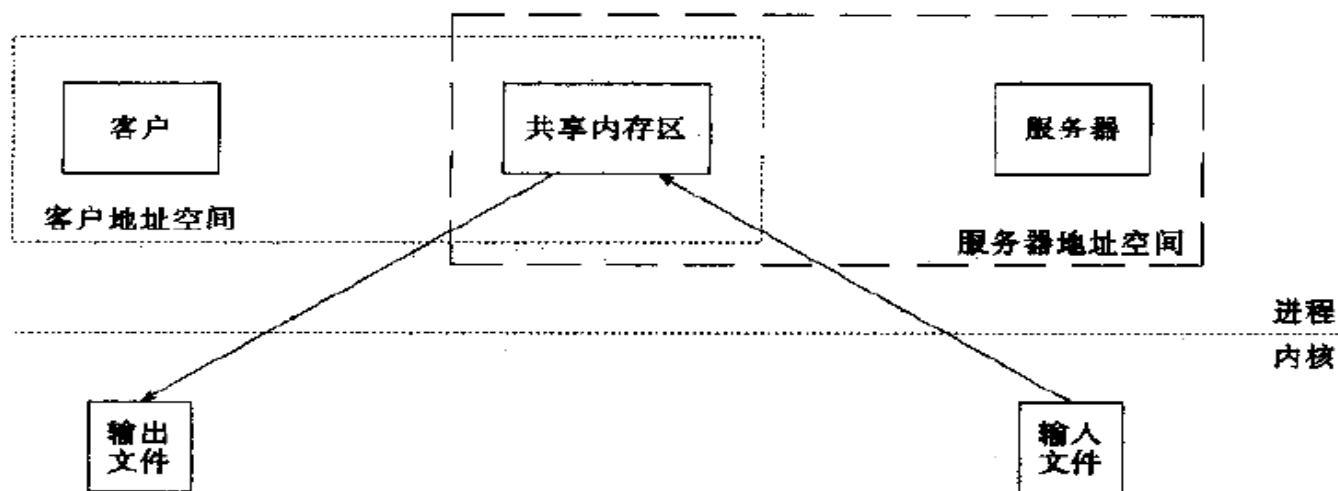 客户
共享内存区
服务器
客户地址空间
服务器地址空间
进程
内核
输出
文件
输人
文件